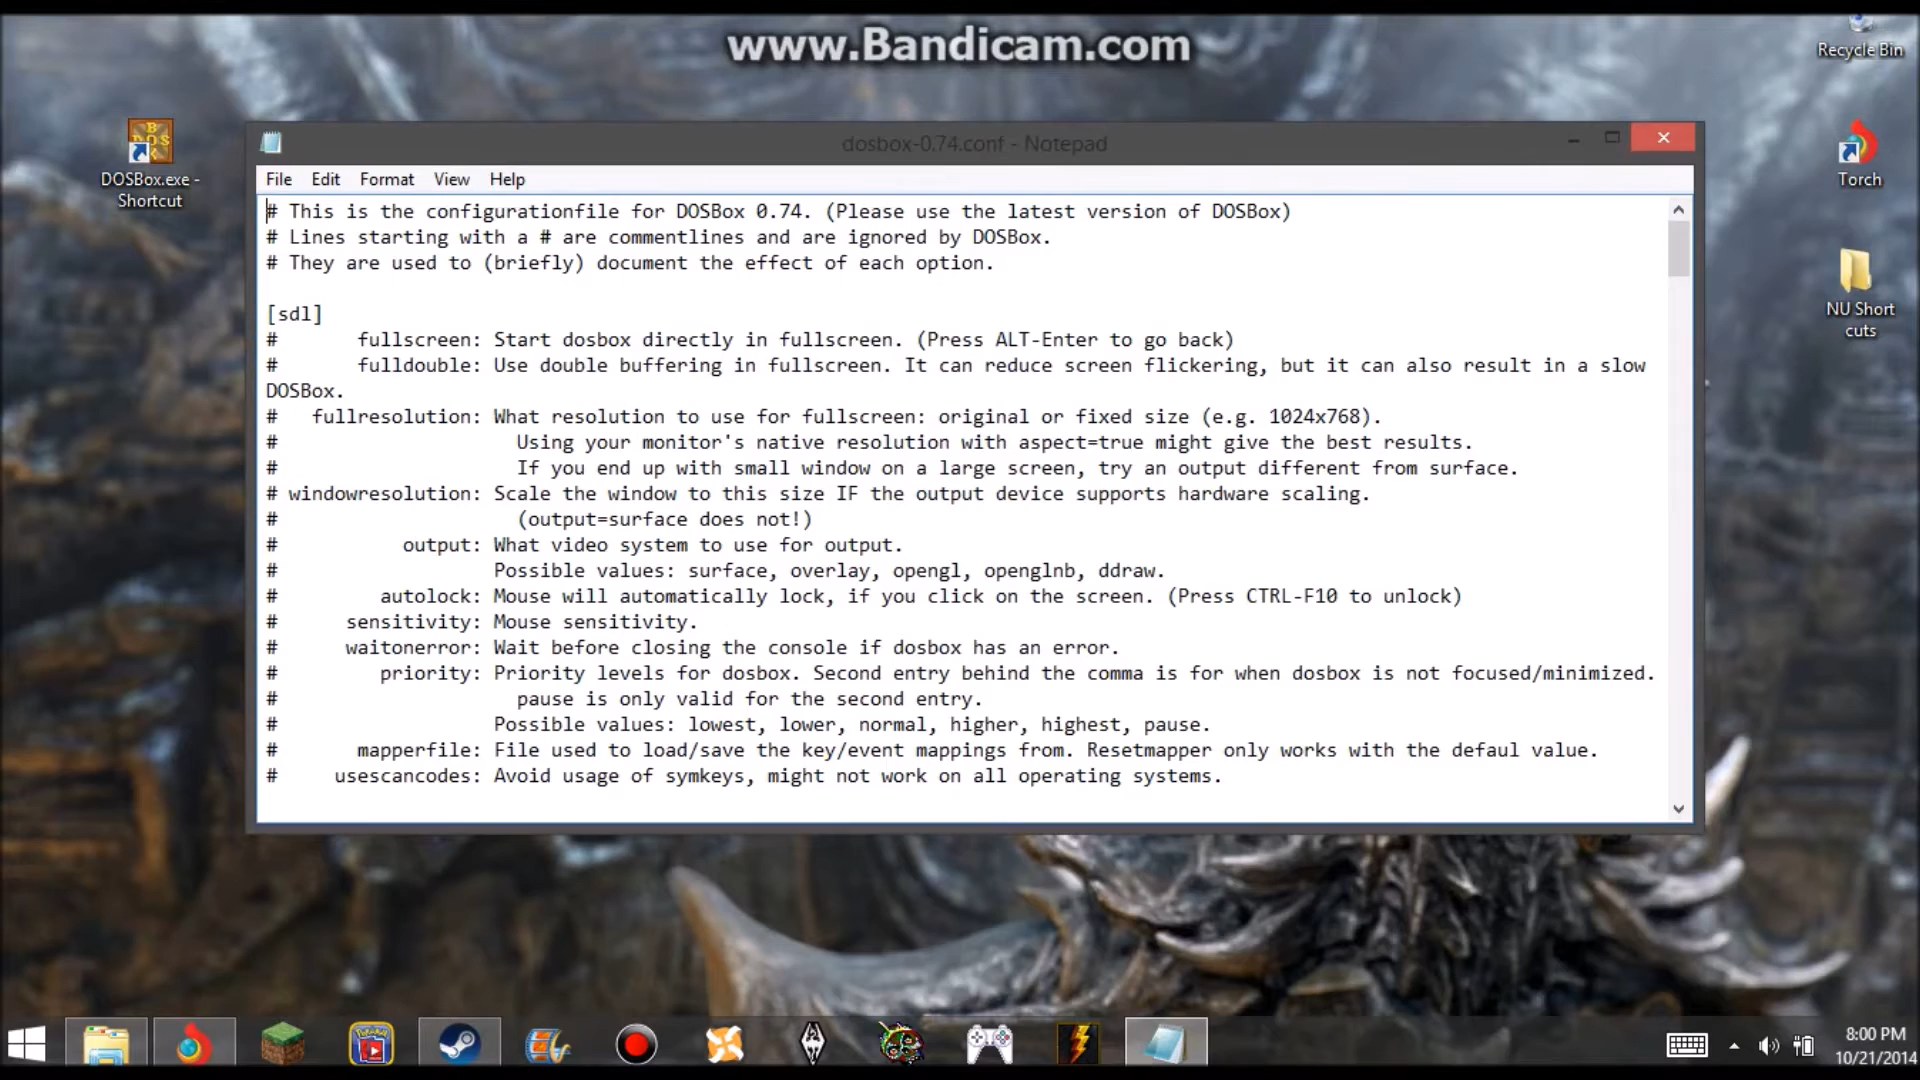 www.Bandicam.com
Recycle Bin
DOSBox.exe -
Shortcut
Torch
NU Short
cuts
dosbox-0.74.conf - Notepad
File Edit Format View Help
# This is the configurationfile for DOSBox 0.74. (Please use the latest version of DOSBox)
# Lines starting with a # are commentlines and are ignored by DOSBox.
# They are used to (briefly) document the effect of each option.
[sdl]
# fullscreen: Start dosbox directly in fullscreen. (Press ALT-Enter to go back)
# fulldouble: Use double buffering in fullscreen. It can reduce screen flickering, but it can also result in a slow
DOSBox.
# fullresolution: What resolution to use for fullscreen: original or fixed size (e.g. 1024x768).
# Using your monitor's native resolution with aspect=true might give the best results.
# If you end up with small window on a large screen, try an output different from surface.
# windowresolution: Scale the window to this size IF the output device supports hardware scaling.
# (output=surface does not!)
# output: What video system to use for output.
# Possible values: surface, overlay, opengl, openglnb, ddraw.
# autolock: Mouse will automatically lock, if you click on the screen. (Press CTRL-F10 to unlock)
# sensitivity: Mouse sensitivity.
# waitonerror: Wait before closing the console if dosbox has an error.
# priority: Priority levels for dosbox. Second entry behind the comma is for when dosbox is not focused/minimized.
# pause is only valid for the second entry.
# Possible values: lowest, lower, normal, higher, highest, pause.
# mapperfile: File used to load/save the key/event mappings from. Resetmapper only works with the defaul value.
# usescancodes: Avoid usage of symkeys, might not work on all operating systems.
8:00 PM
10/21/2014